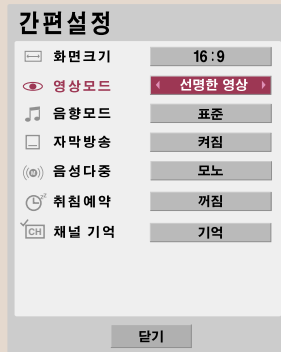 간편설정
화면크기 16:9
영상모드 선명한 영상
음향모드 표준
자막방송 켜짐
음성다중 모노
취침예약 꺼짐
CH 채널 기억 기억
닫기